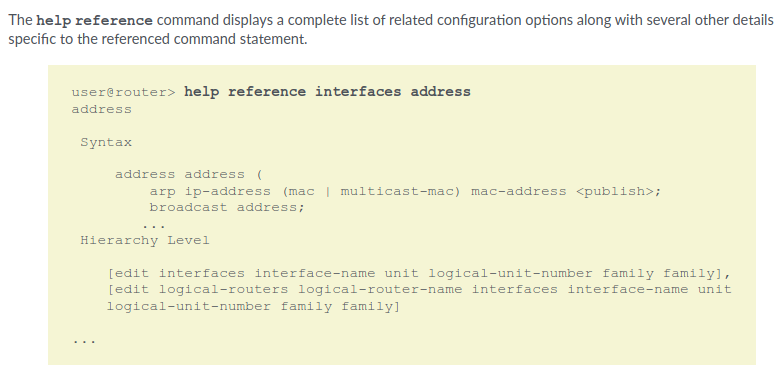 The help reference command displays a complete list of related configuration options along with several other details
specific to the referenced command statement.
user@router> help reference interfaces address
address
Syntax
address address (
arp ip-address (mac | multicast-mac) mac-address <publish>;
broadcast address;
...
Hierarchy Level
[edit interfaces interface-name unit logical-unit-number family family],
[edit logical-routers logical-router-name interfaces interface-name unit
logical-unit-number family family]
...